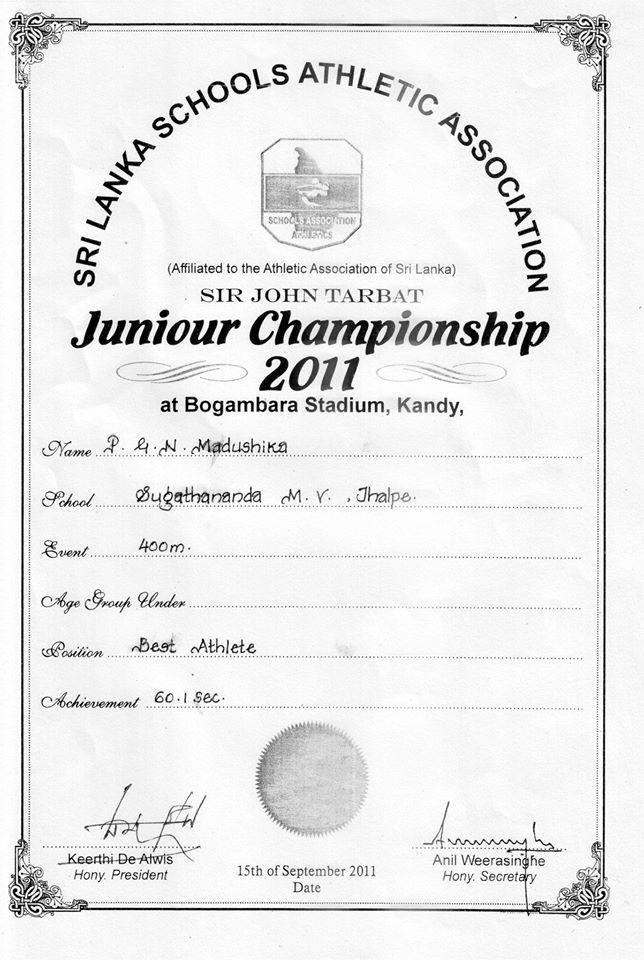 SRI LANKA SCHOOLS ATHLETIC ASSOCIATION
SCHOOLS ASSOCIATION
ATHLETICS
(Affiliated to the Athletic Association of Sri Lanka)
SIR JOHN TARBAT
Juniour Championship
2011
at Bogambara Stadium, Kandy,
Name P. G. N. Madushika
School Sugathananda M. V. , Ihalpe.
Event 400m.
Age Group Under
Position Best Athlete
Achievement 60.1 Sec.
Keerthi De Alwis
Hony. President
15th of September 2011
Date
Anil Weerasinghe
Hony. Secretary